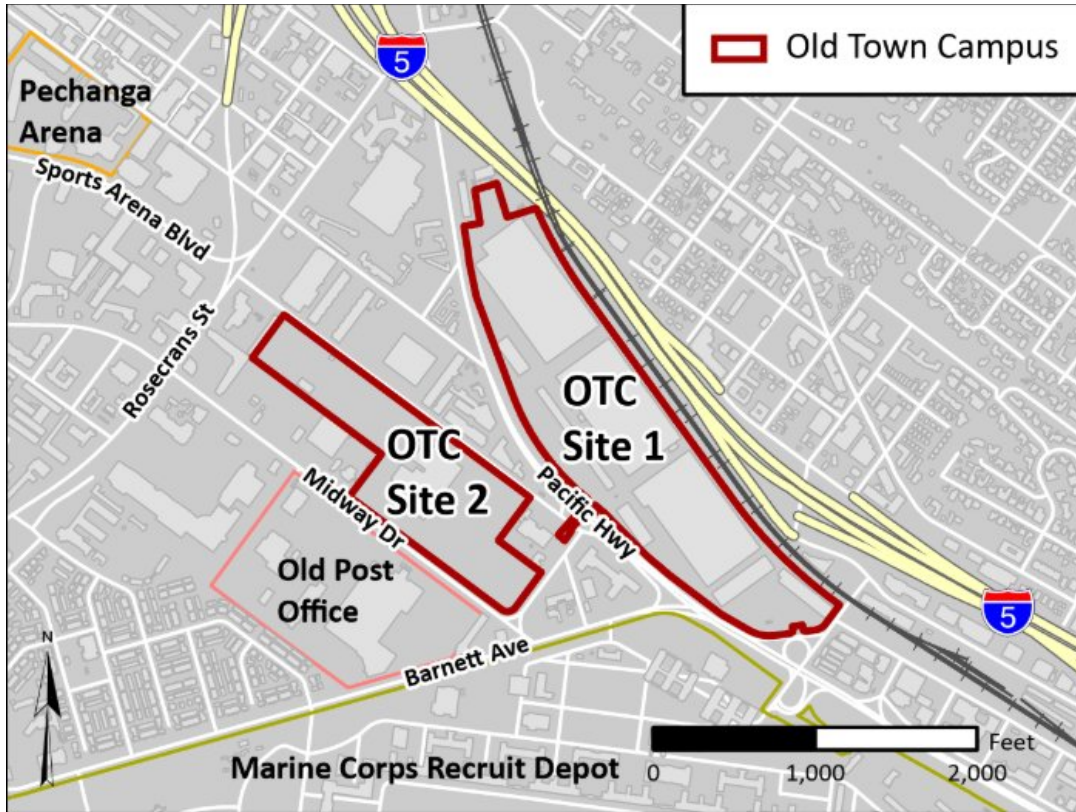 Old Town Campus
5
Pechanga
Arena
Sports Arena Blvd
Rosecrans St
OTC
Site 1
OTC
Site 2
Pacific Hwy
Midway Dr
Old Post
Office
5
Barnett Ave
N
Marine Corps Recruit Depot
Feet
0 1,000 2,000